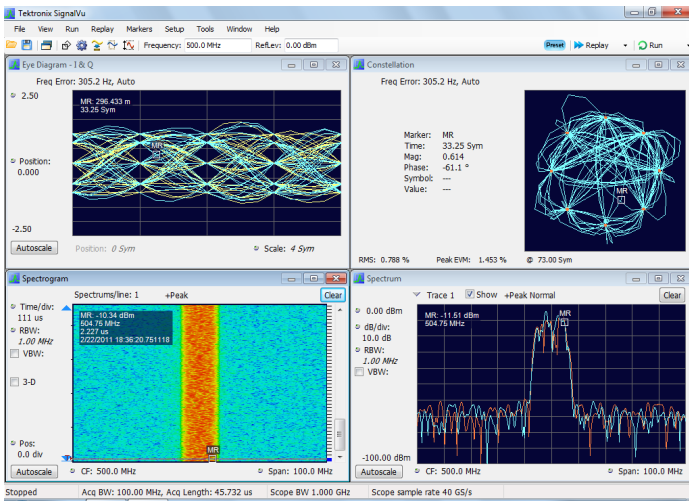 Tektronix SignalVu
File View Run Replay Markers Setup Tools Window Help
Frequency: 500.0 MHz RefLev: 0.00 dBm Preset Replay Run
Eye Diagram - I & Q
Freq Error: 305.2 Hz, Auto
2.50
MR: 296.433 m
33.25 Sym
MR
Position:
0.000
-2.50
Autoscale Position: 0 Sym Scale: 4 Sym
Constellation
Freq Error: 305.2 Hz, Auto
Marker: MR
Time: 33.25 Sym
Mag: 0.614
Phase: -61.1 °
Symbol: ---
Value: ---
MR
RMS: 0.788 % Peak EVM: 1.453 % @ 73.00 Sym
Spectrogram
Spectrums/line: 1 +Peak Clear
Time/div:
111 us
RBW:
1.00 MHz
VBW:
3-D
Pos:
0.0 div
MR: -10.34 dBm
504.75 MHz
2.227 us
2/22/2011 18:36:20.751118
MR
Autoscale CF: 500.0 MHz Span: 100.0 MHz
Spectrum
Trace 1 Show +Peak Normal Clear
0.00 dBm
dB/div:
10.0 dB
RBW:
1.00 MHz
VBW:
MR: -11.51 dBm
504.75 MHz
MR
-100.00 dBm
Autoscale CF: 500.0 MHz Span: 100.0 MHz
Stopped Acq BW: 100.00 MHz, Acq Length: 45.732 us Scope BW 1.000 GHz Scope sample rate 40 GS/s